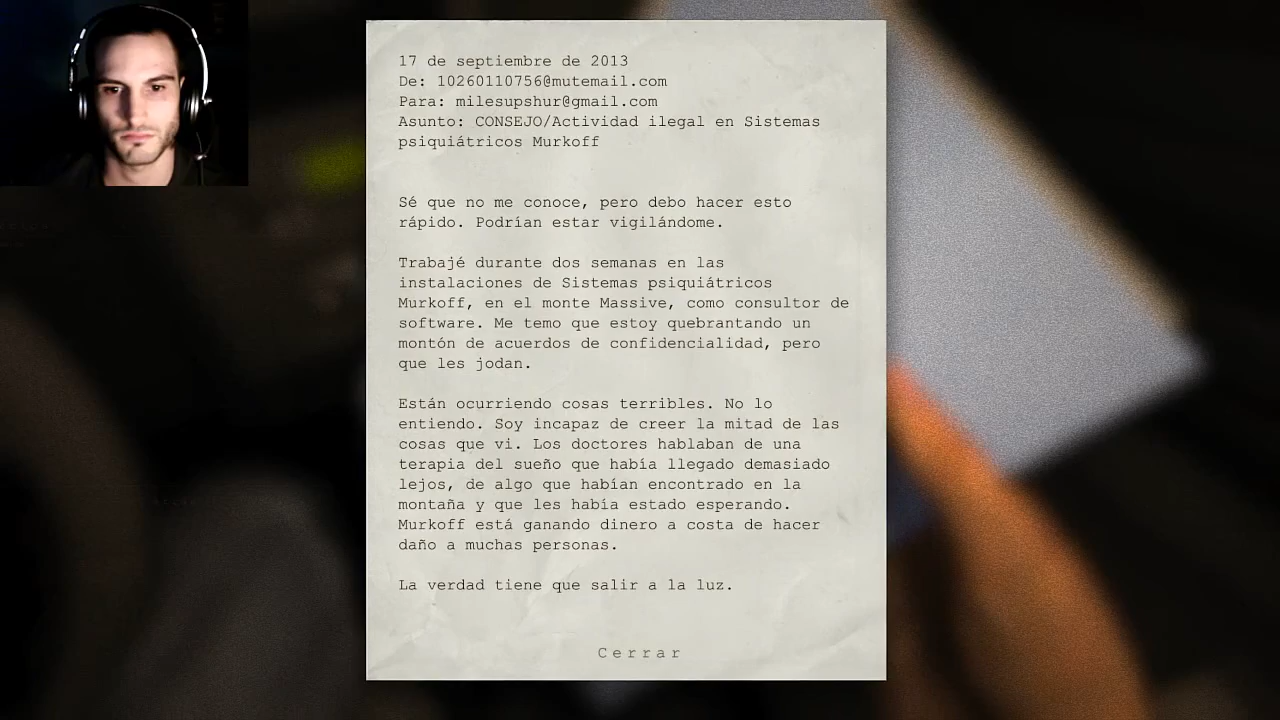 17 de septiembre de 2013
De: 10260110756@mutemail.com
Para: milesupshur@gmail.com
Asunto: CONSEJO/Actividad ilegal en Sistemas
psiquiátricos Murkoff
Sé que no me conoce, pero debo hacer esto
rápido. Podrían estar vigilándome.
Trabajé durante dos semanas en las
instalaciones de Sistemas psiquiátricos
Murkoff, en el monte Massive, como consultor de
software. Me temo que estoy quebrantando un
montón de acuerdos de confidencialidad, pero
que les jodan.
Están ocurriendo cosas terribles. No lo
entiendo. Soy incapaz de creer la mitad de las
cosas que vi. Los doctores hablaban de una
terapia del sueño que había llegado demasiado
lejos, de algo que habían encontrado en la
montaña y que les había estado esperando.
Murkoff está ganando dinero a costa de hacer
daño a muchas personas.
La verdad tiene que salir a la luz.
Cerrar